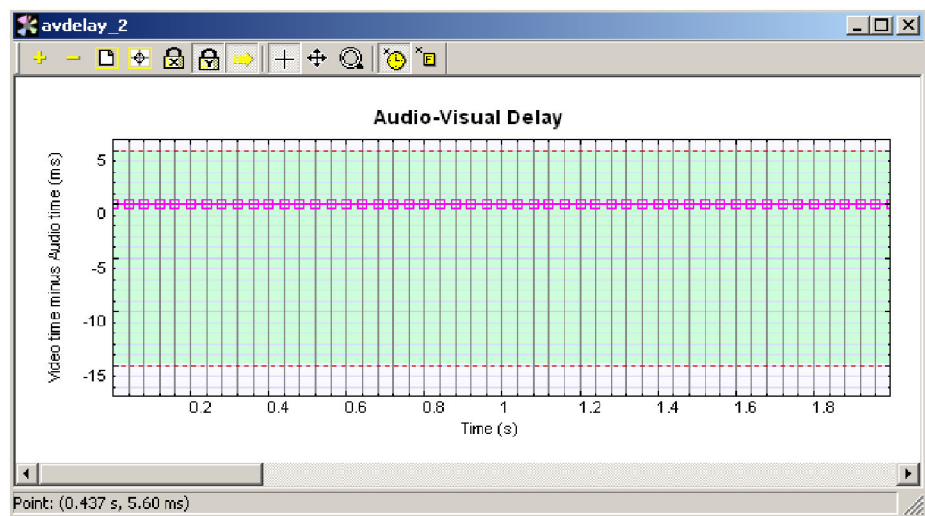 avdelay_2
Audio-Visual Delay
Video time minus Audio time (ms)
5
0
-5
-10
-15
0.2 0.4 0.6 0.8 1 1.2 1.4 1.6 1.8
Time (s)
Point: (0.437 s, 5.60 ms)